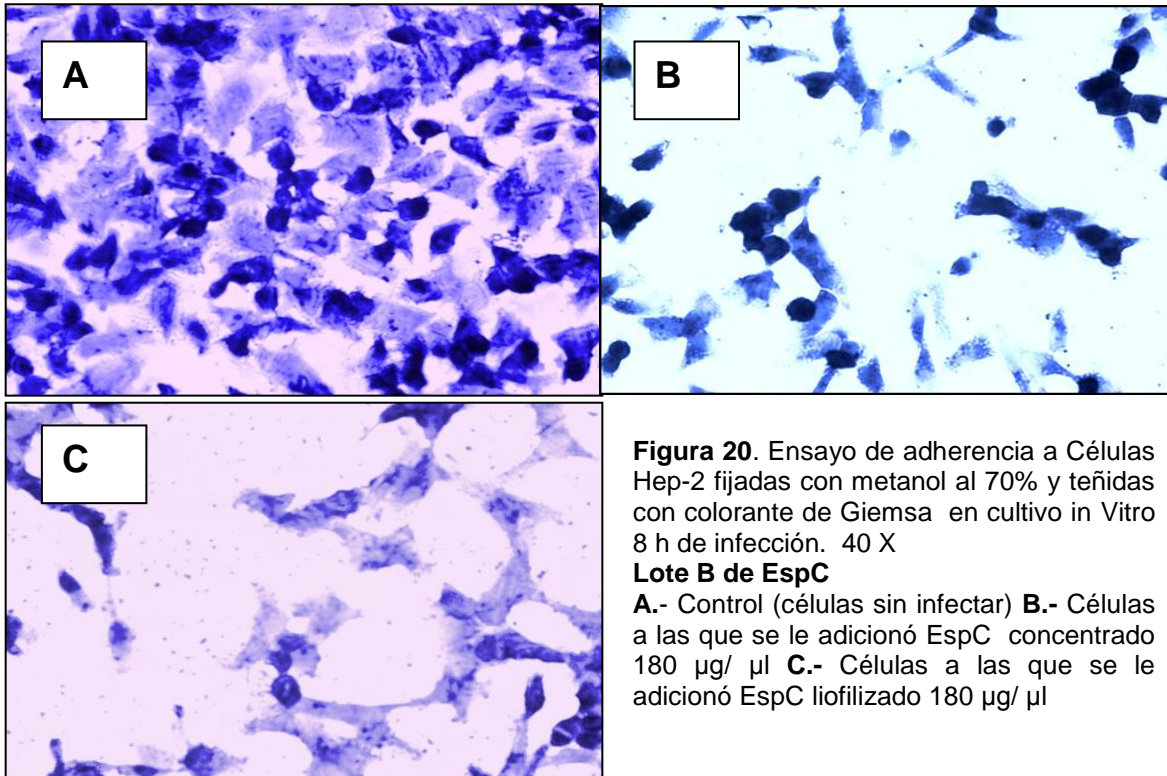 A
B
C
Figura 20. Ensayo de adherencia a Células
Hep-2 fijadas con metanol al 70% y teñidas
con colorante de Giemsa en cultivo in Vitro
8 h de infección. 40 X
Lote B de EspC
A.- Control (células sin infectar) B.- Células
a las que se le adicionó EspC concentrado
180 µg/ µl C.- Células a las que se le
adicionó EspC liofilizado 180 µg/ µl